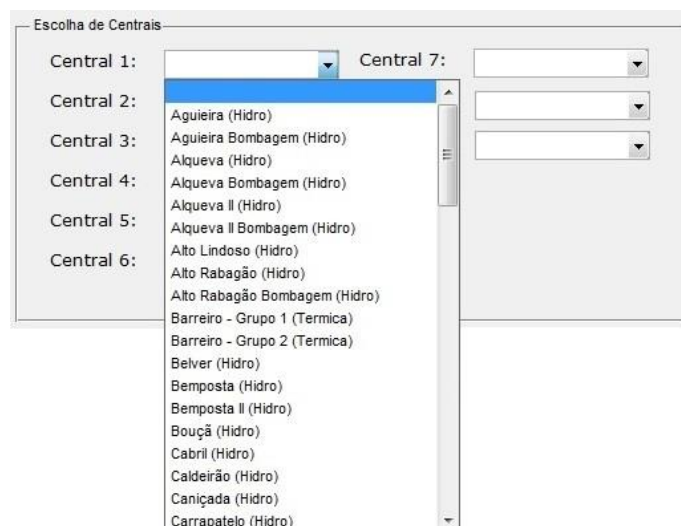 Escolha de Centrais
Central 1:
Central 7:
Central 2:
Central 3:
Central 4:
Central 5:
Central 6:
Aguieira (Hidro)
Aguieira Bombagem (Hidro)
Alqueva (Hidro)
Alqueva Bombagem (Hidro)
Alqueva II (Hidro)
Alqueva II Bombagem (Hidro)
Alto Lindoso (Hidro)
Alto Rabagão (Hidro)
Alto Rabagão Bombagem (Hidro)
Barreiro - Grupo 1 (Termica)
Barreiro - Grupo 2 (Termica)
Belver (Hidro)
Bemposta (Hidro)
Bemposta II (Hidro)
Bouçã (Hidro)
Cabril (Hidro)
Caldeirão (Hidro)
Caniçada (Hidro)
Carrapatelo (Hidro)